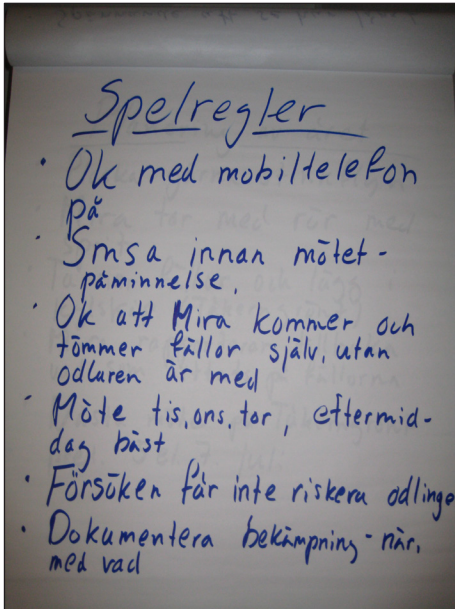 Spelregler
• Ok med mobiltelefon
på
• Smsa innan mötet -
påminnelse.
• Ok att Mira kommer och
tömmer fällor själv, utan
odlaren är med
• Möte tis, ons, tor, eftermid-
dag bäst
• Försöken får inte riskera odlinge
• Dokumentera bekämpning - när,
med vad